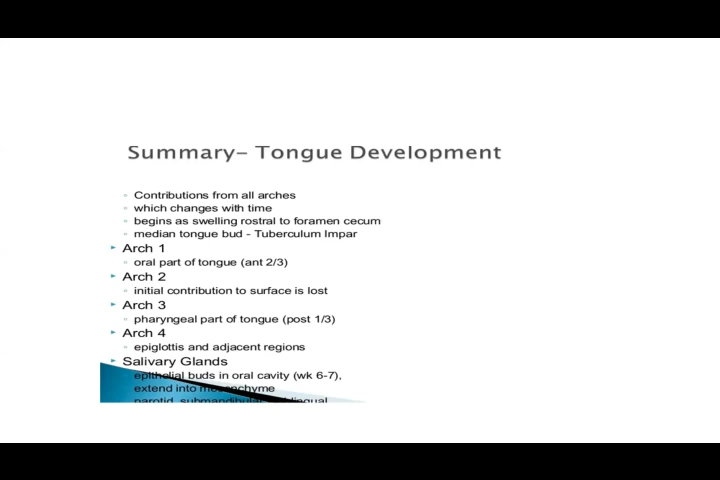 Summary- Tongue Development
Contributions from all arches
which changes with time
begins as swelling rostral to foramen cecum
median tongue bud - Tuberculum Impar
Arch 1
oral part of tongue (ant 2/3)
Arch 2
initial contribution to surface is lost
Arch 3
pharyngeal part of tongue (post 1/3)
Arch 4
epiglottis and adjacent regions
Salivary Glands
epithelial buds in oral cavity (wk 6-7),
extend into mesenchyme
parotid, submandibular, sublingual